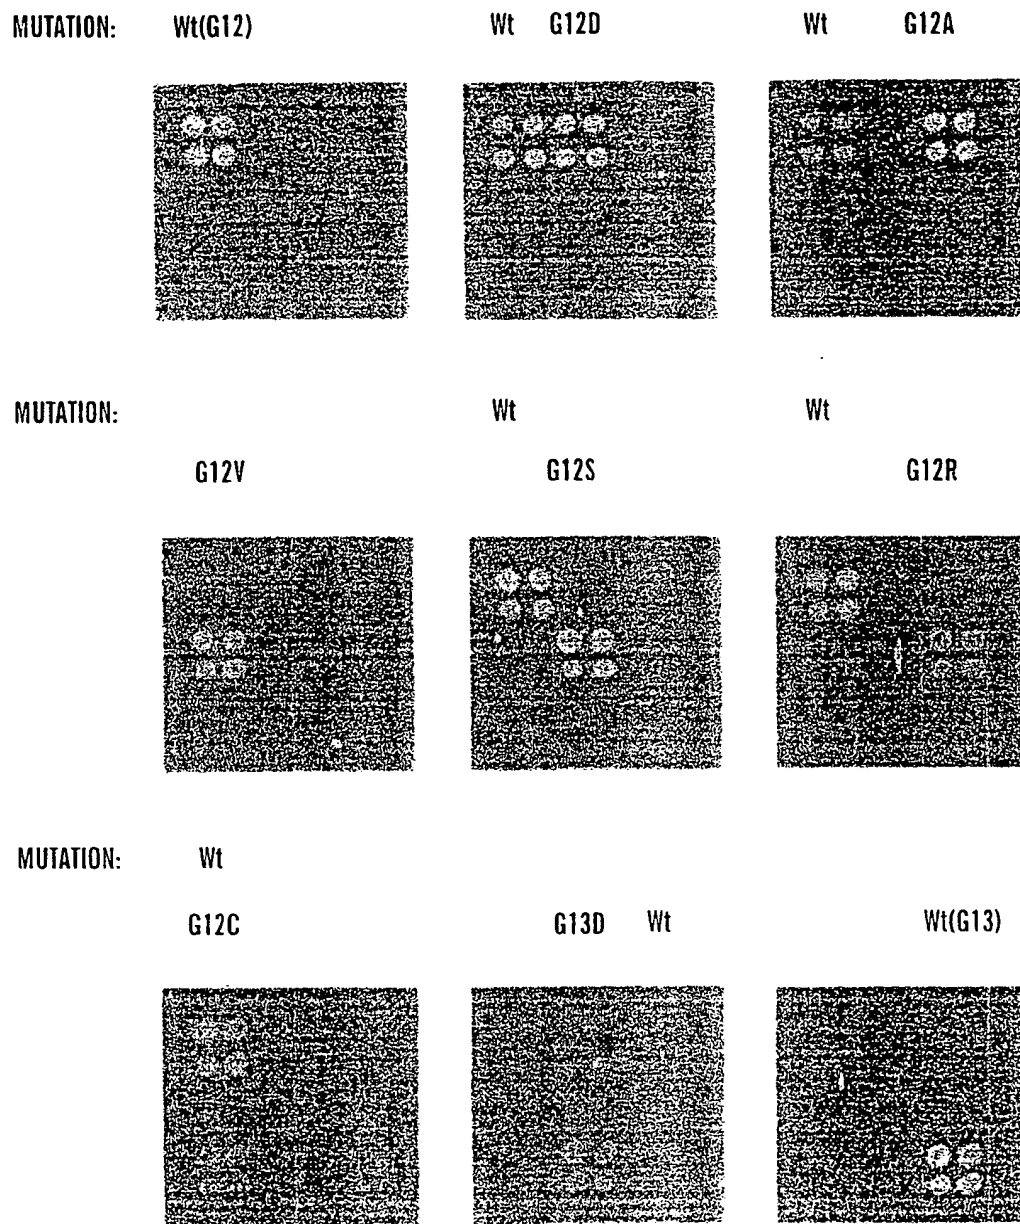 MUTATION: Wt(G12) Wt G12D Wt G12A
MUTATION: Wt Wt
G12V G12S G12R
MUTATION: Wt
G12C G13D Wt Wt(G13)